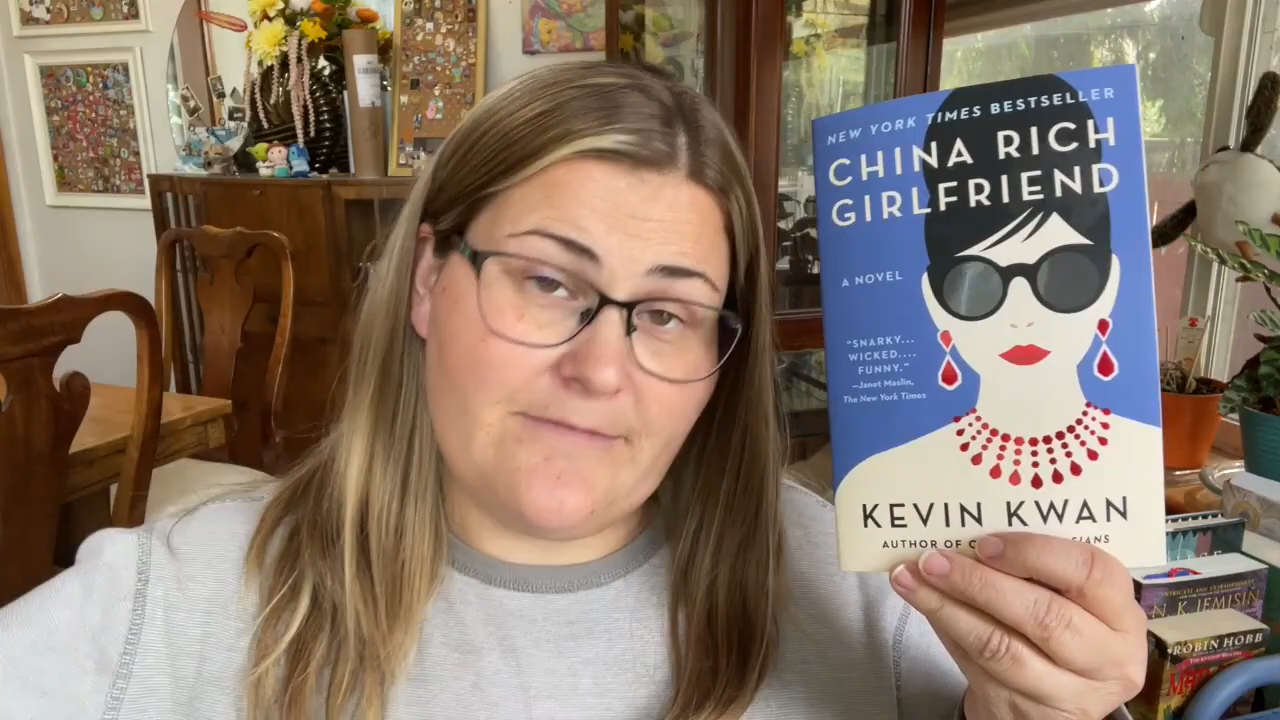 NEW YORK TIMES BESTSELLER
CHINA RICH
GIRLFRIEND
A NOVEL
"SNARKY...
WICKED....
FUNNY."
—Janet Maslin,
The New York Times
KEVIN KWAN
AUTHOR OF
N. K. JEMISIN
ROBIN HOBB